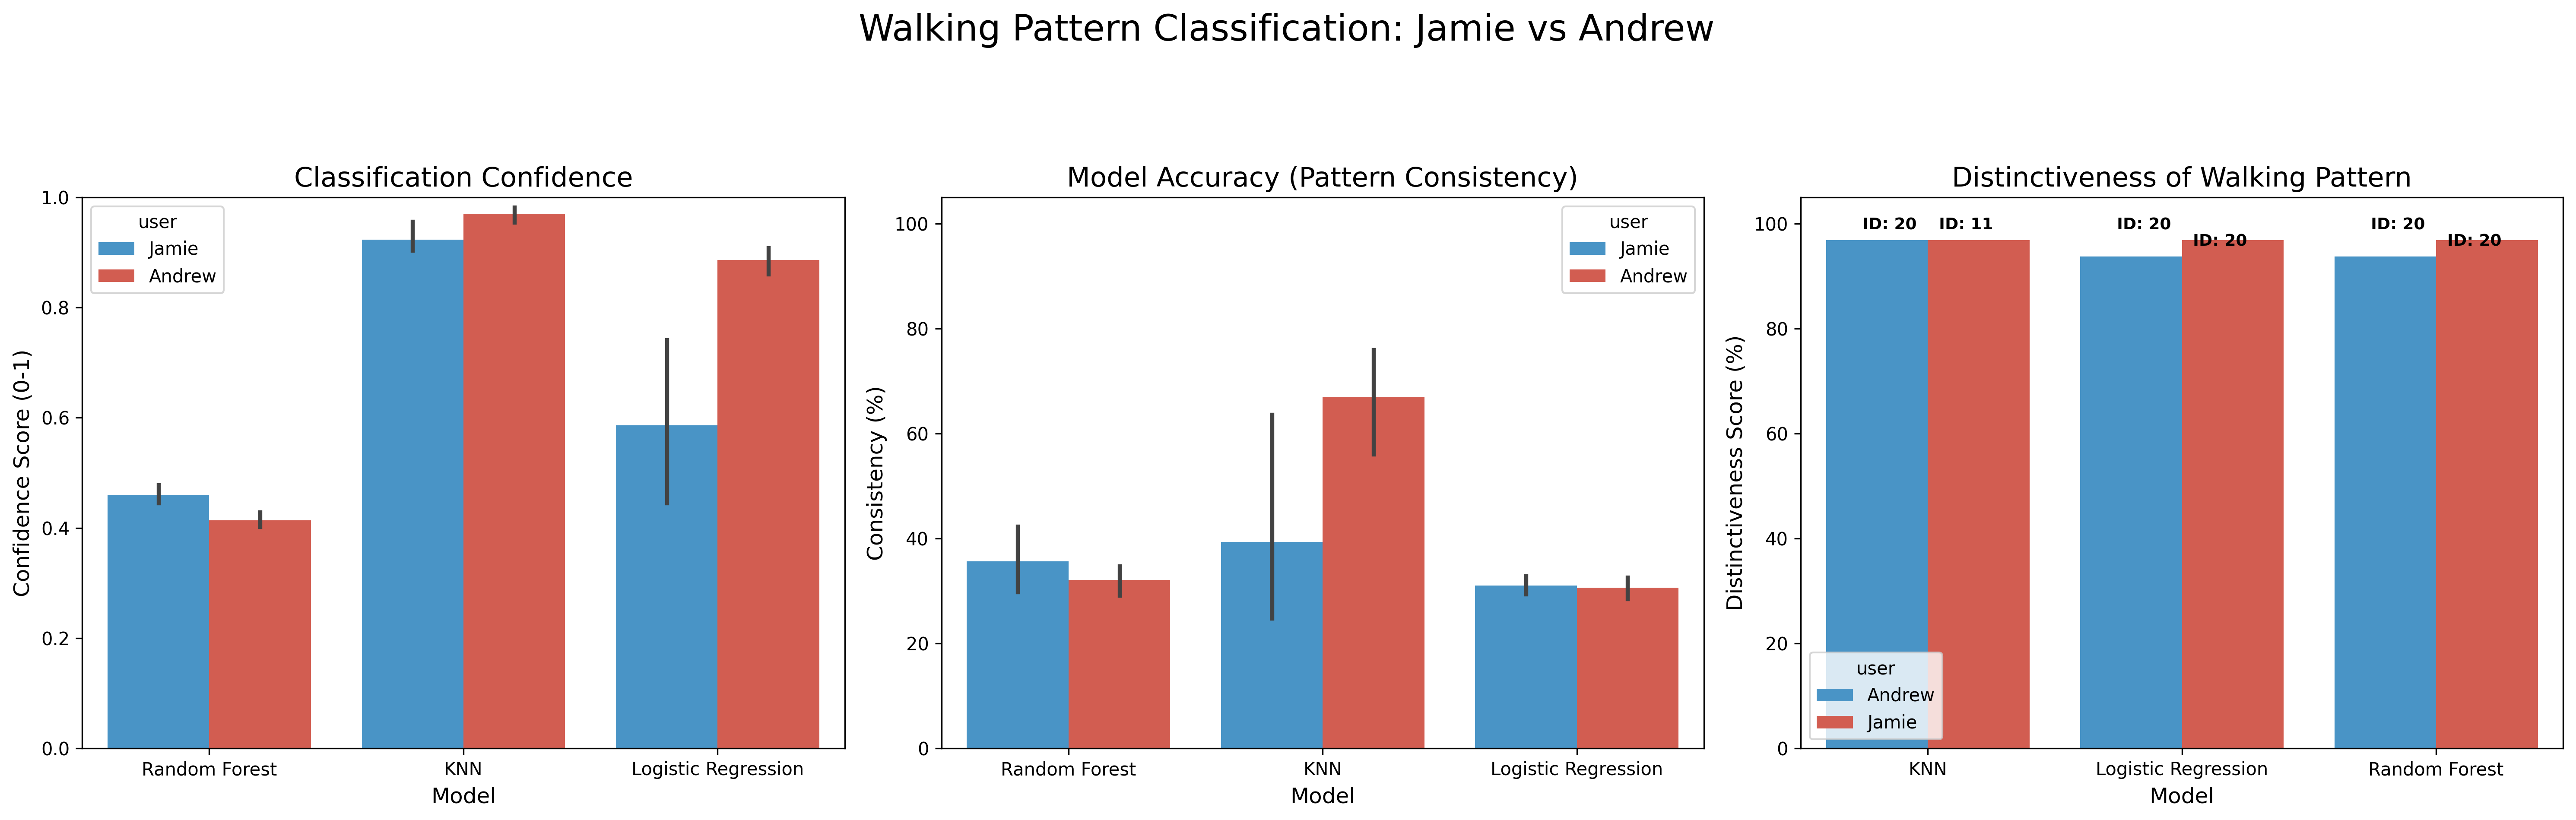 Walking Pattern Classification: Jamie vs Andrew
Classification Confidence
Confidence Score (0-1)
1.0
0.8
0.6
0.4
0.2
0.0
user
Jamie
Andrew
Random Forest
KNN
Logistic Regression
Model
Model Accuracy (Pattern Consistency)
Consistency (%)
100
80
60
40
20
0
user
Jamie
Andrew
Random Forest
KNN
Logistic Regression
Model
Distinctiveness of Walking Pattern
Distinctiveness Score (%)
100
80
60
40
20
0
ID: 20
ID: 11
ID: 20
ID: 20
ID: 20
ID: 20
user
Andrew
Jamie
KNN
Logistic Regression
Random Forest
Model